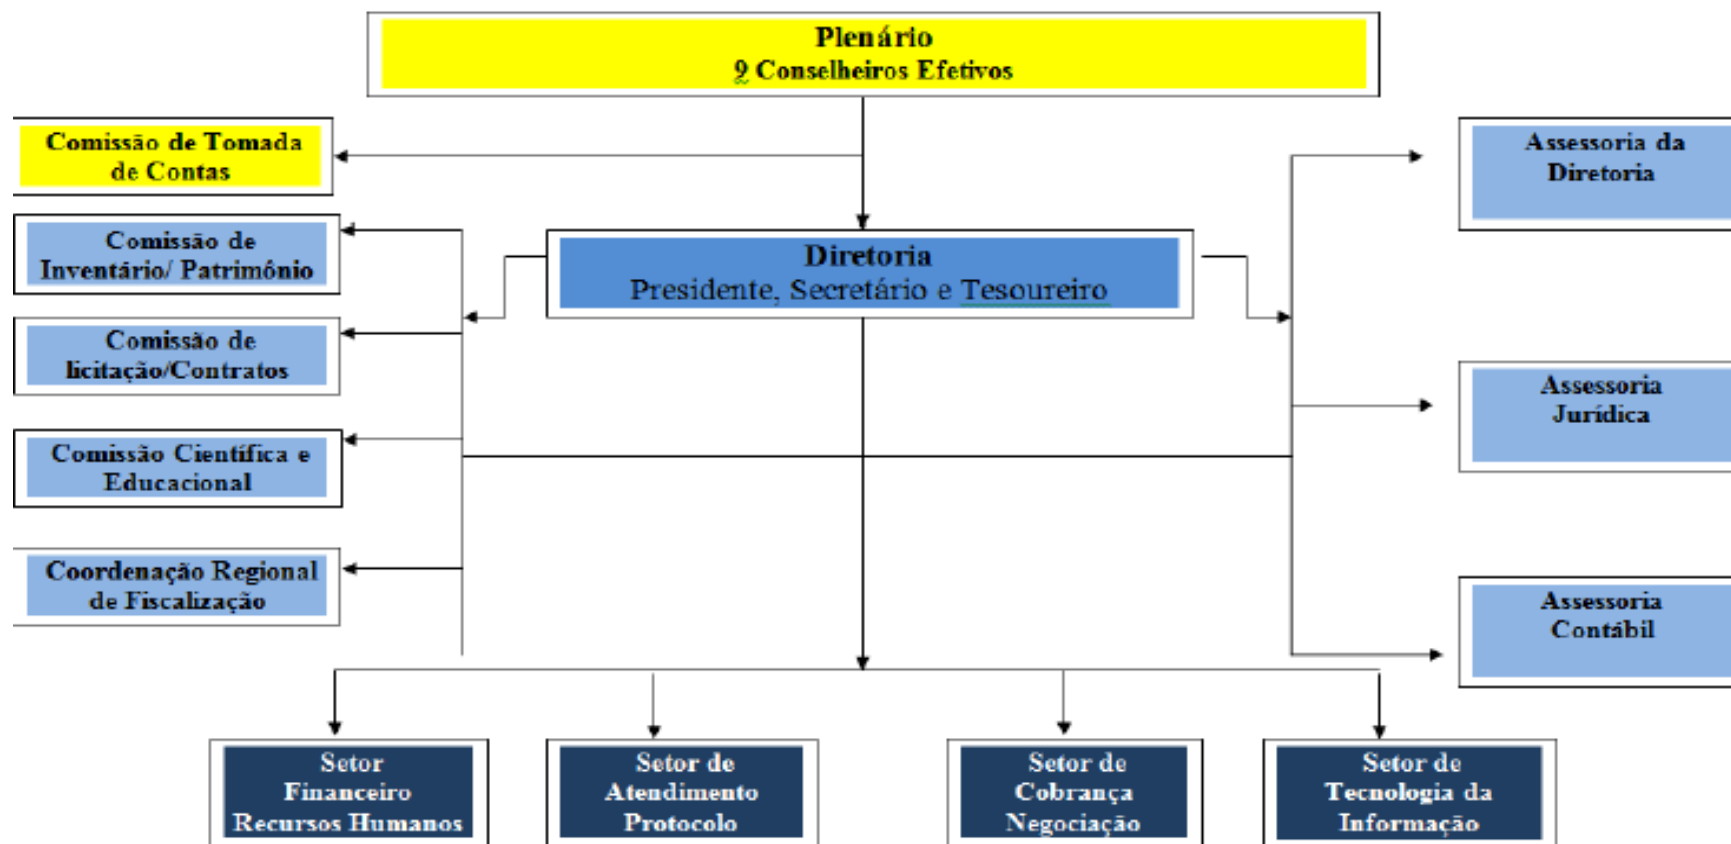 Plenário
9 Conselheiros Efetivos
Comissão de Tomada
de Contas
Assessoria da
Diretoria
Comissão de
Inventário/ Patrimônio
Diretoria
Presidente, Secretário e Tesoureiro
Comissão de
licitação/Contratos
Assessoria
Jurídica
Comissão Científica e
Educacional
Coordenação Regional
de Fiscalização
Assessoria
Contábil
Setor
Financeiro
Recursos Humanos
Setor de
Atendimento
Protocolo
Setor de
Cobrança
Negociação
Setor de
Tecnologia da
Informação